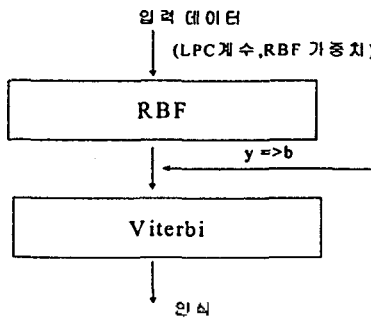 입력 데이터
(LPC계수,RBF 가중치)
RBF
y =>b
Viterbi
인식